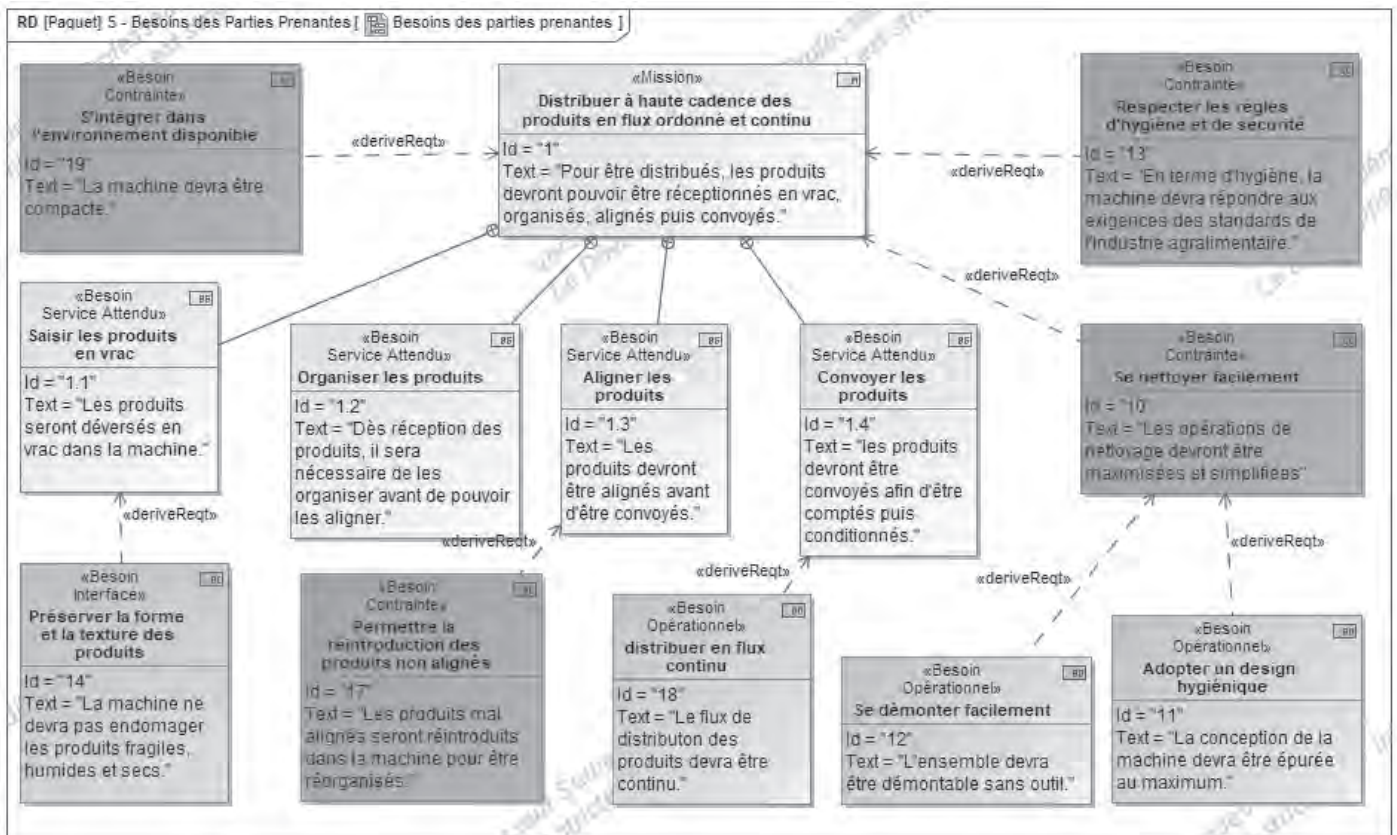 RD [Paquet] 5 - Besoins des Parties Prenantes [ Besoins des parties prenantes ]
«Besoin
Contrainte»
S'intégrer dans
l'environnement disponible
Id = "19"
Text = "La machine devra être
compacte."
«deriveReqt»
«Mission»
Distribuer à haute cadence des
produits en flux ordonné et continu
Id = "1"
Text = "Pour être distribués, les produits
devront pouvoir être réceptionnés en vrac,
organisés, alignés puis convoyés."
«deriveReqt»
«Besoin
Contrainte»
Respecter les règles
d'hygiène et de securité
Id = "13"
Text = "En terme d'hygiène, la
machine devra répondre aux
exigences des standards de
l'industrie agralimentaire."
«deriveReqt»
«Besoin
Service Attendu»
Saisir les produits
en vrac
Id = "1.1"
Text = "Les produits
seront déversés en
vrac dans la machine."
«Besoin
Service Attendu»
Organiser les produits
Id = "1.2"
Text = "Dès réception des
produits, il sera
nécessaire de les
organiser avant de pouvoir
les aligner."
«Besoin
Service Attendu»
Aligner les
produits
Id = "1.3"
Text = "Les
produits devront
être alignés avant
d'être convoyés."
«Besoin
Service Attendu»
Convoyer les
produits
Id = "1.4"
Text = "les produits
devront être
convoyés afin d'être
comptés puis
conditionnés."
«Besoin
Contrainte»
Se nettoyer facilement
Id = "10"
Text = "Les opérations de
nettoyage devront être
maximisées et simplifiées"
«deriveReqt»
«deriveReqt»
«deriveReqt»
«deriveReqt»
«deriveReqt»
«Besoin
Interface»
Préserver la forme
et la texture des
produits
Id = "14"
Text = "La machine ne
devra pas endomager
les produits fragiles,
humides et secs."
«Besoin
Contrainte»
Permettre la
réintroduction des
produits non alignés
Id = "17"
Text = "Les produits mal
alignés seront réintroduits
dans la machine pour être
réorganisés."
«Besoin
Opérationnel»
distribuer en flux
continu
Id = "18"
Text = "Le flux de
distributon des
produits devra être
continu."
«Besoin
Opérationnel»
Se démonter facilement
Id = "12"
Text = "L'ensemble devra
être démontable sans outil."
«Besoin
Opérationnel»
Adopter un design
hygiénique
Id = "11"
Text = "La conception de la
machine devra être épurée
au maximum."